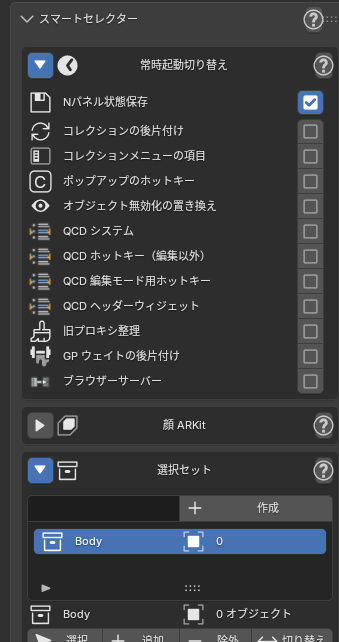 スマートセレクター
常時起動切り替え
Nパネル状態保存
コレクションの後片付け
コレクションメニューの項目
ポップアップのホットキー
オブジェクト無効化の置き換え
QCD システム
QCD ホットキー（編集以外）
QCD 編集モード用ホットキー
QCD ヘッダーウィジェット
旧プロキシ整理
GP ウェイトの後片付け
ブラウザーサーバー
顔 ARKit
選択セット
作成
Body 0
Body 0 オブジェクト
選択 追加 除外 切り替え